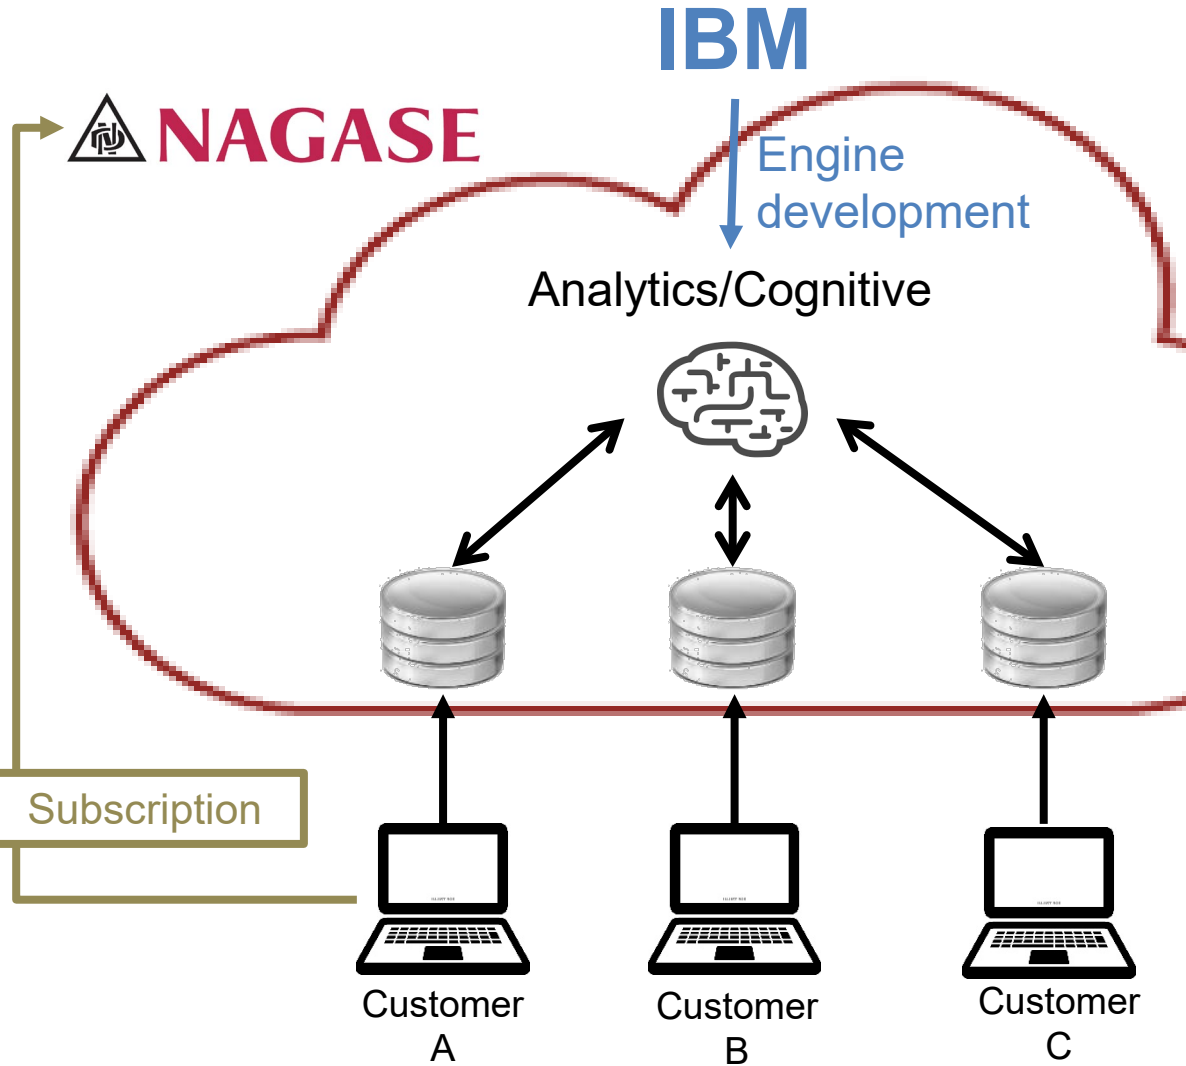 IBM
NAGASE
Engine
development
Analytics/Cognitive
Subscription
Customer
A
Customer
B
Customer
C